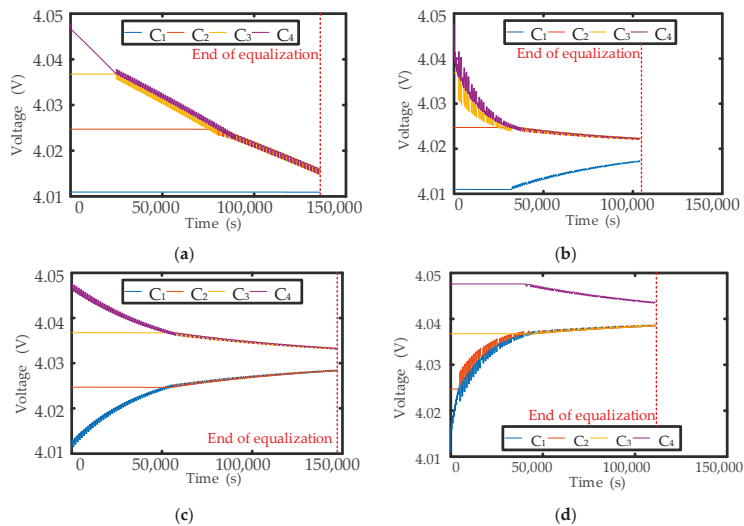 4.05
4.04
4.03
4.02
4.01
Voltage (V)
C1 C2 C3 C4
End of equalization
0 50,000 100,000 150,000
Time (s)
(a)
4.05
4.04
4.03
4.02
4.01
Voltage (V)
C1 C2 C3 C4
End of equalization
0 50,000 100,000 150,000
Time (s)
(b)
4.05
4.04
4.03
4.02
4.01
Voltage (V)
C1 C2 C3 C4
End of equalization
0 50,000 100,000 150,000
Time (s)
(c)
4.05
4.04
4.03
4.02
4.01
Voltage (V)
End of equalization
C1 C2 C3 C4
0 50,000 100,000 150,000
Time (s)
(d)